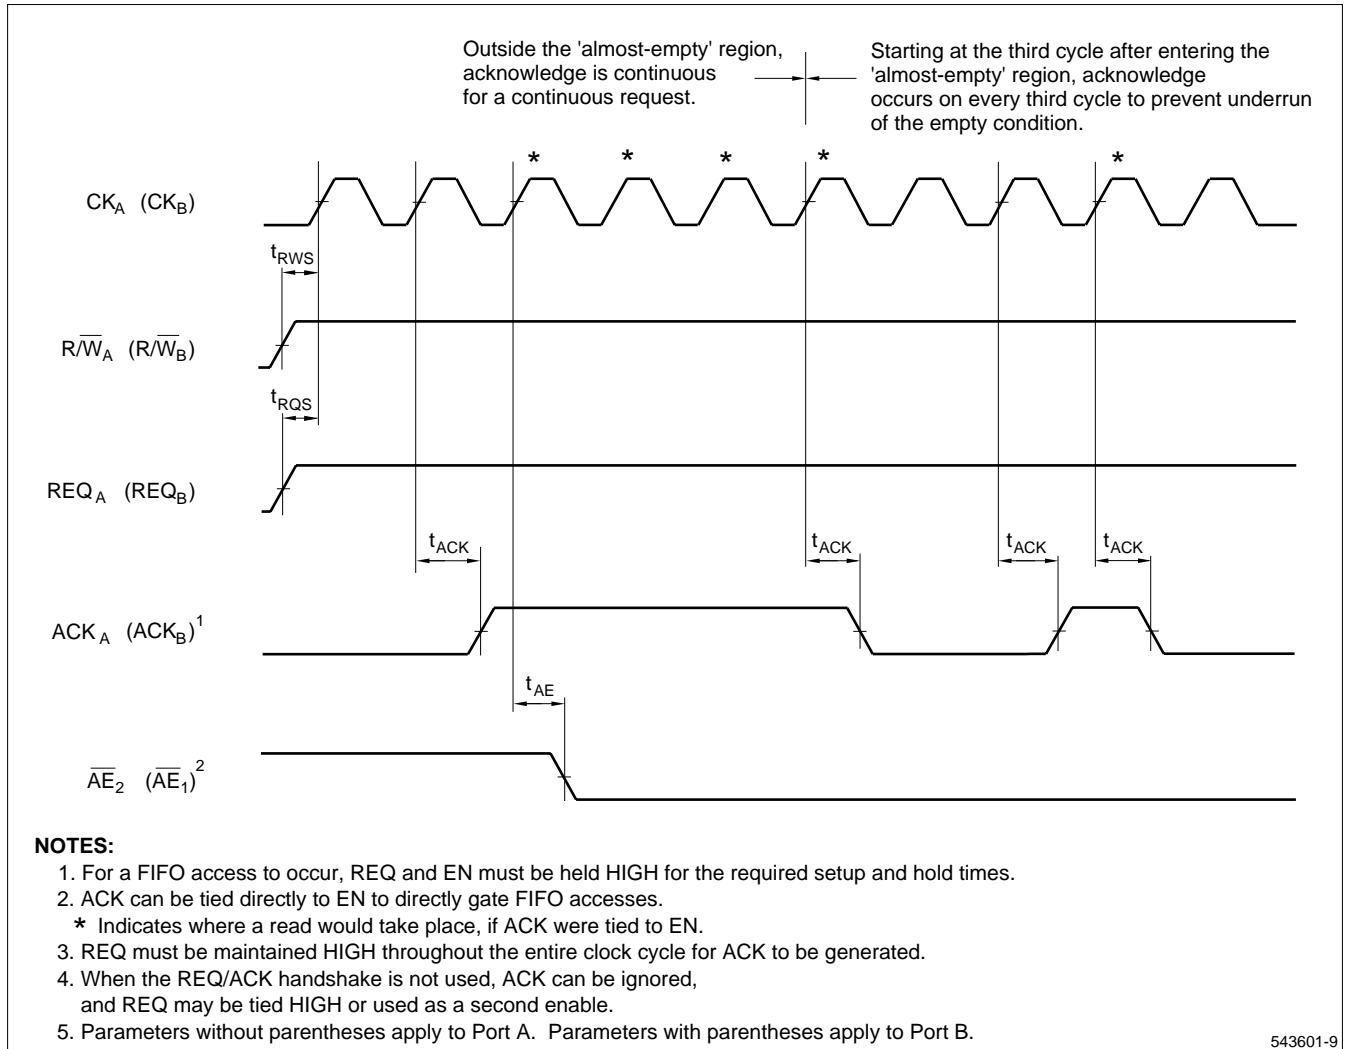 Outside the 'almost-empty' region,
acknowledge is continuous
for a continuous request.
Starting at the third cycle after entering the
'almost-empty' region, acknowledge
occurs on every third cycle to prevent underrun
of the empty condition.
* * * * *
CKA (CKB)
tRWS
R/W̅A (R/W̅B)
tRQS
REQA (REQB)
tACK tACK tACK tACK
ACKA (ACKB)1
tAE
A̅E̅2 (A̅E̅1)2
NOTES:
1. For a FIFO access to occur, REQ and EN must be held HIGH for the required setup and hold times.
2. ACK can be tied directly to EN to directly gate FIFO accesses.
* Indicates where a read would take place, if ACK were tied to EN.
3. REQ must be maintained HIGH throughout the entire clock cycle for ACK to be generated.
4. When the REQ/ACK handshake is not used, ACK can be ignored,
and REQ may be tied HIGH or used as a second enable.
5. Parameters without parentheses apply to Port A. Parameters with parentheses apply to Port B.
543601-9